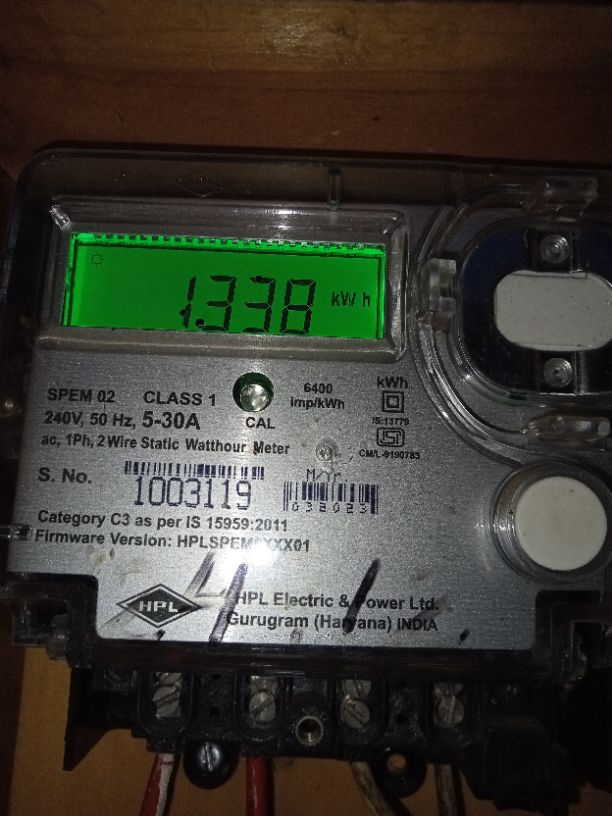 1.338 kWh
SPEM 02 CLASS 1
240V, 50 Hz, 5-30A
CAL
6400
imp/kWh
kWh
IS:13779
CM/L-9190783
ac, 1Ph, 2 Wire Static Watthour Meter
S. No. 1003119
M/Yr.
032023
Category C3 as per IS 15959:2011
Firmware Version:
HPL
HPL Electric & Power Ltd.
Gurugram (Haryana) INDIA